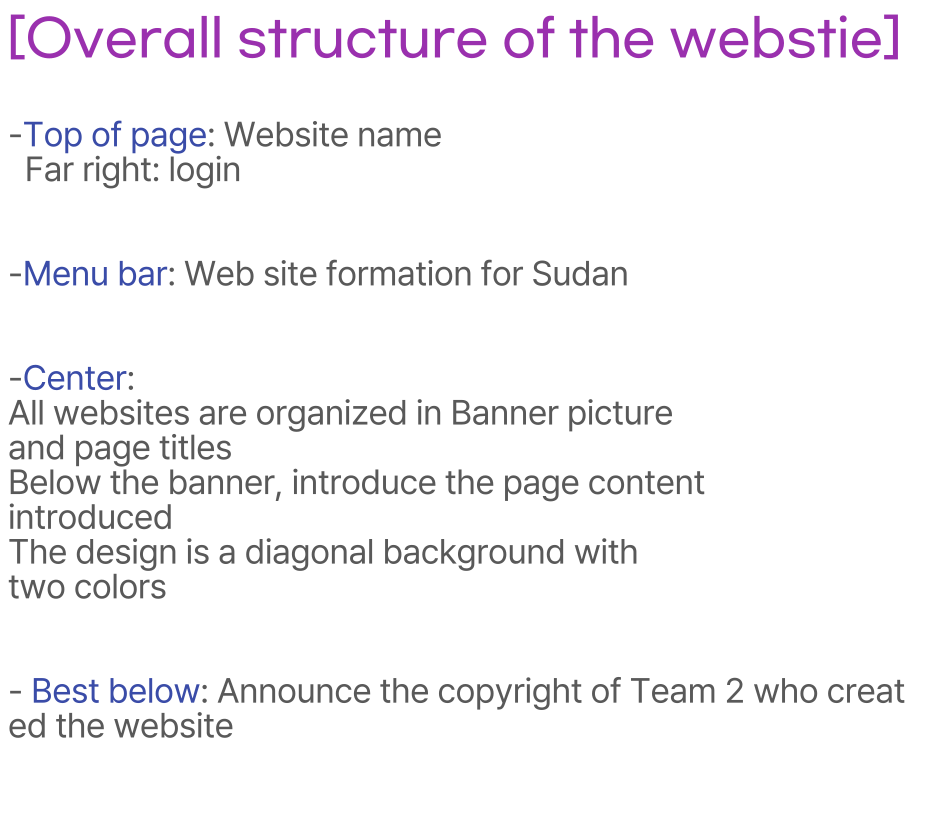 [Overall structure of the webstie]
-Top of page: Website name
Far right: login
-Menu bar: Web site formation for Sudan
-Center:
All websites are organized in Banner picture
and page titles
Below the banner, introduce the page content
introduced
The design is a diagonal background with
two colors
- Best below: Announce the copyright of Team 2 who creat
ed the website